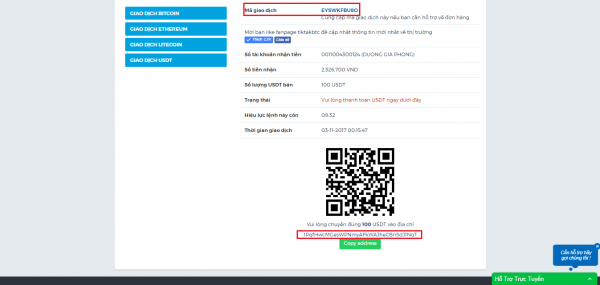 GIAO DỊCH BITCOIN
GIAO DỊCH ETHEREUM
GIAO DỊCH LITECOIN
GIAO DỊCH USDT
Mã giao dịch EYSWKFBU8O
Cung cấp mã giao dịch này nếu bạn cần hỗ trợ về đơn hàng
Mời bạn like fanpage tiktakbtc để cập nhật thông tin mới nhất về thị trường
Chia sẻ
Số tài khoản nhận tiền 0011004300124 (DUONG GIA PHONG)
Số tiền nhận 2,326,700 VND
Số lượng USDT bán 100 USDT
Trạng thái Vui lòng thanh toán USDT ngay dưới đây
Hiệu lực lệnh này còn 09:32
Thời gian giao dịch 03-11-2017 00:15:47
Vui lòng chuyển đúng 100 USDT vào địa chỉ
Copy address
Cần hỗ trợ hãy
gọi chúng tôi !
Hỗ Trợ Trực Tuyến